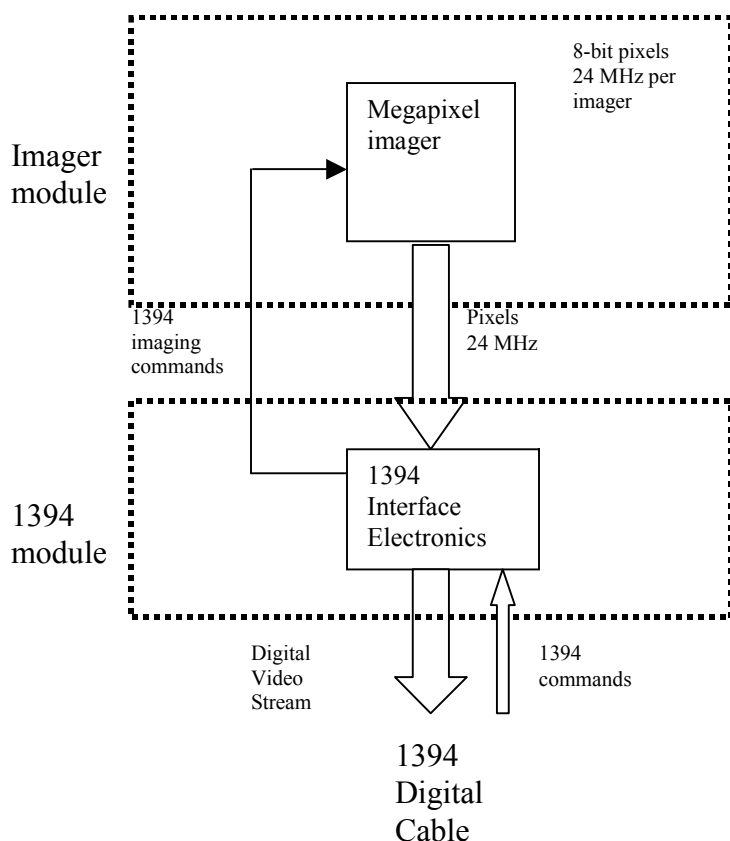 8-bit pixels
24 MHz per
imager
Megapixel
imager
Imager
module
1394
imaging
commands
Pixels
24 MHz
1394
Interface
Electronics
1394
module
Digital
Video
Stream
1394
commands
1394
Digital
Cable